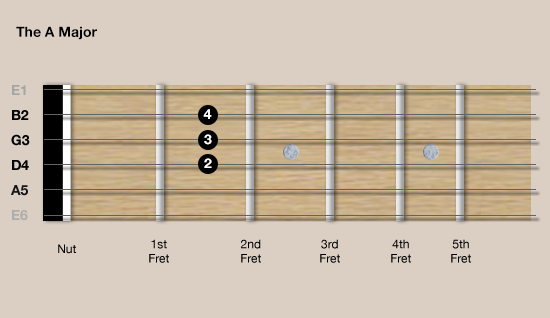 The A Major
E1
B2
4
G3
3
D4
2
A5
E6
Nut
1st
Fret
2nd
Fret
3rd
Fret
4th
Fret
5th
Fret